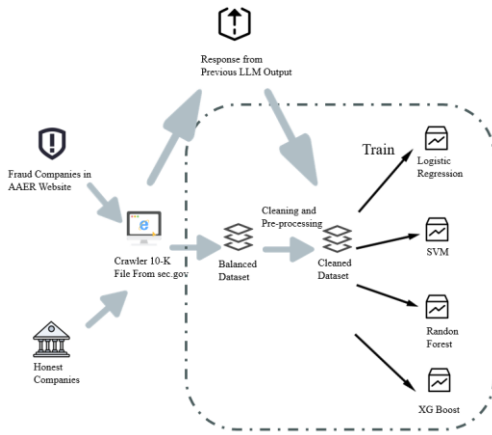 Response from
Previous LLM Output
Fraud Companies in
AAER Website
Train
Logistic
Regression
Cleaning and
Pre-processing
e
Crawler 10-K
File From sec.gov
Balanced
Dataset
Cleaned
Dataset
SVM
Randon
Forest
Honest
Companies
XG Boost